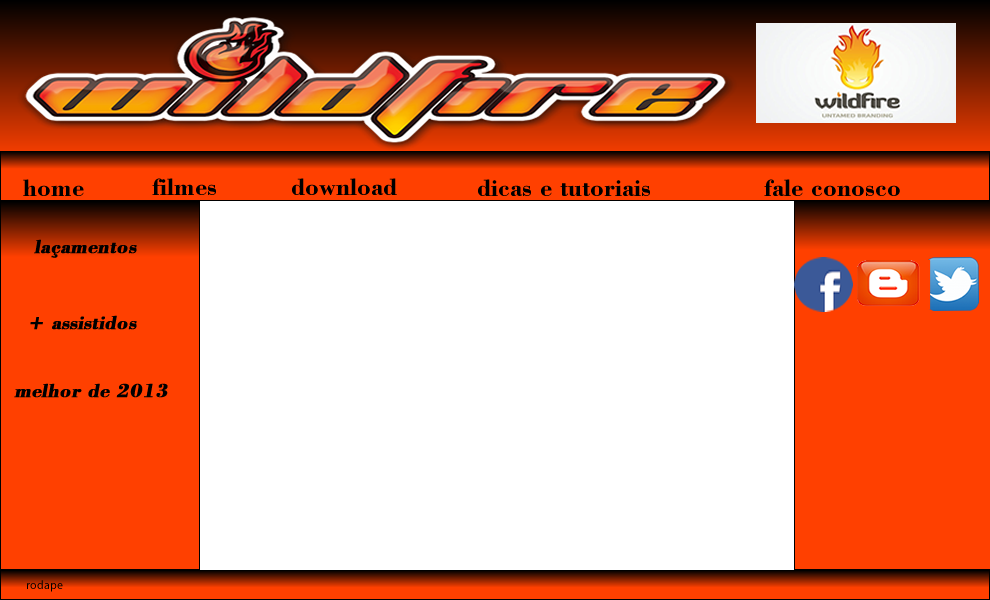 wildfire
wildfire
UNTAMED BRANDING
home filmes download dicas e tutoriais fale conosco
laçamentos
+ assistidos
melhor de 2013
rodape